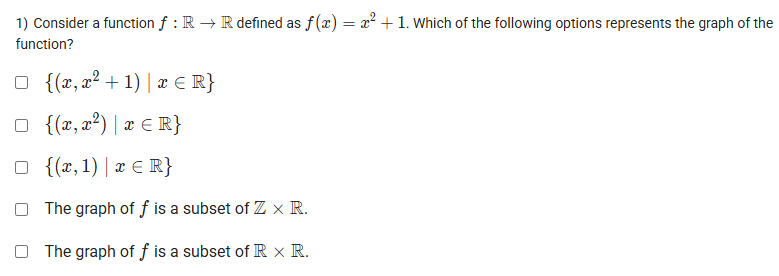 1) Consider a function f : ℝ → ℝ defined as f(x) = x² + 1. Which of the following options represents the graph of the
function?
{(x, x² + 1) | x ∈ ℝ}
{(x, x²) | x ∈ ℝ}
{(x, 1) | x ∈ ℝ}
The graph of f is a subset of ℤ × ℝ.
The graph of f is a subset of ℝ × ℝ.